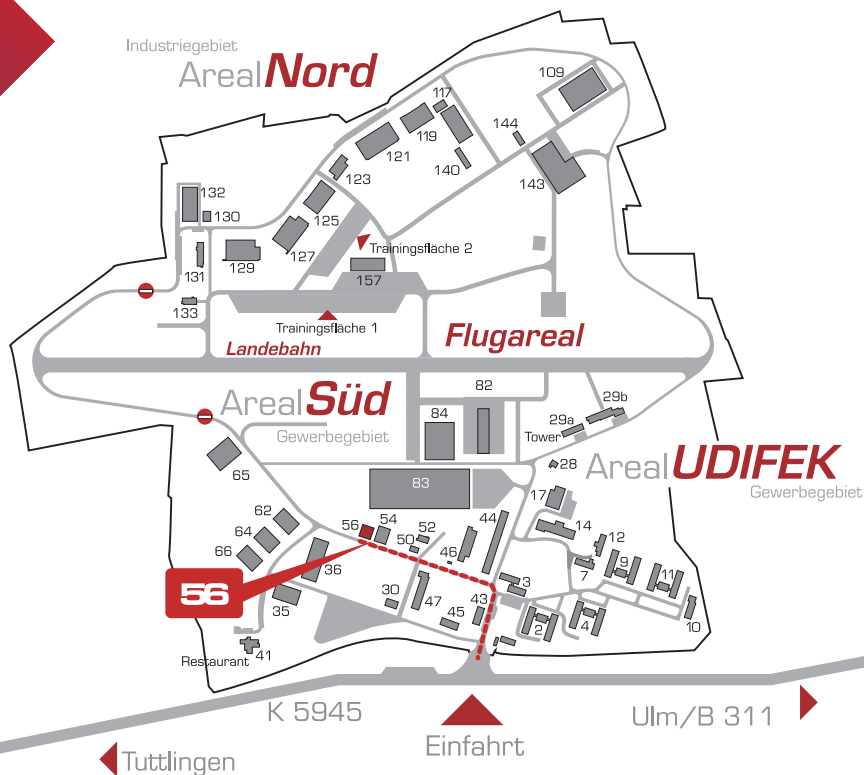 Industriegebiet
Areal Nord
109
117
119
144
121
140
143
123
132
125
130
127
Trainingsfläche 2
129
131
157
133
Trainingsfläche 1
Landebahn
Flugareal
Areal Süd
Gewerbegebiet
82
84
29b
29a
Tower
28
Areal UDIFEK
Gewerbegebiet
65
83
17
62
56
54
52
44
14
64
50
12
66
36
46
9
11
7
56
3
35
30
47
43
45
2
4
10
Restaurant
41
K 5945
Ulm/B 311
Einfahrt
Tuttlingen